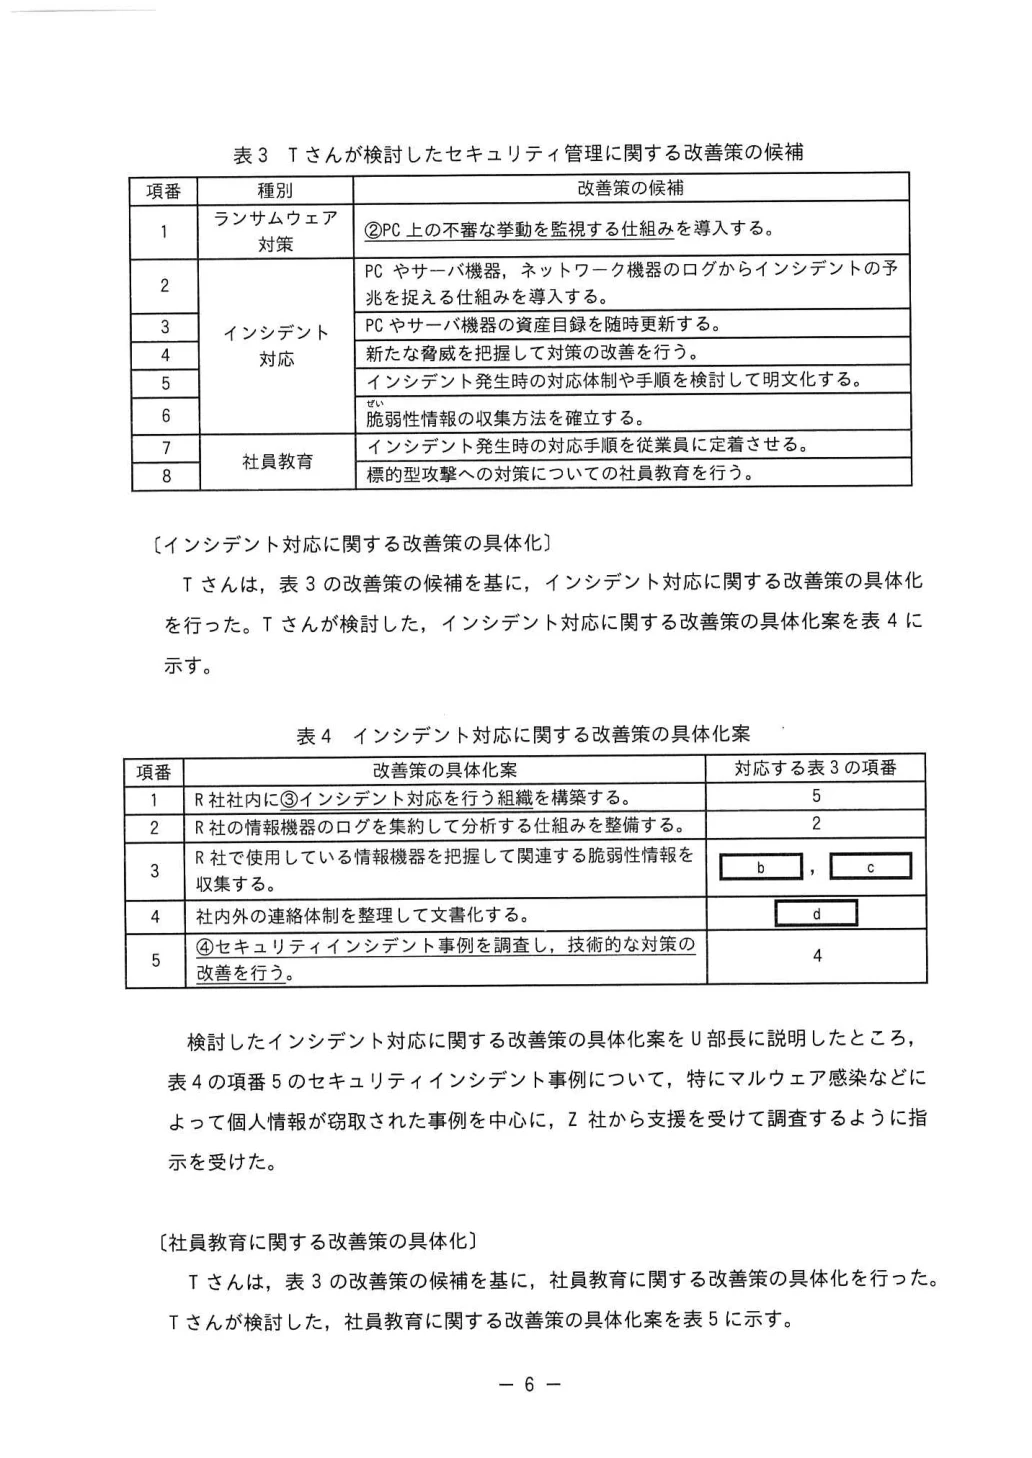 表3 Tさんが検討したセキュリティ管理に関する改善策の候補
項番 種別 改善策の候補
1 ランサムウェア対策 ②PC上の不審な挙動を監視する仕組みを導入する。
2 インシデント対応 PCやサーバ機器，ネットワーク機器のログからインシデントの予
兆を捉える仕組みを導入する。
3 PCやサーバ機器の資産目録を随時更新する。
4 新たな脅威を把握して対策の改善を行う。
5 インシデント発生時の対応体制や手順を検討して明文化する。
ぜい
6 脆弱性情報の収集方法を確立する。
7 社員教育 インシデント発生時の対応手順を従業員に定着させる。
8 標的型攻撃への対策についての社員教育を行う。
〔インシデント対応に関する改善策の具体化〕
Tさんは，表3の改善策の候補を基に，インシデント対応に関する改善策の具体化
を行った。Tさんが検討した，インシデント対応に関する改善策の具体化案を表4に
示す。
表4 インシデント対応に関する改善策の具体化案
項番 改善策の具体化案 対応する表3の項番
1 R社社内に③インシデント対応を行う組織を構築する。 5
2 R社の情報機器のログを集約して分析する仕組みを整備する。 2
3 R社で使用している情報機器を把握して関連する脆弱性情報を
収集する。 b ， c
4 社内外の連絡体制を整理して文書化する。 d
5 ④セキュリティインシデント事例を調査し，技術的な対策の
改善を行う。 4
検討したインシデント対応に関する改善策の具体化案をU部長に説明したところ，
表4の項番5のセキュリティインシデント事例について，特にマルウェア感染などに
よって個人情報が窃取された事例を中心に，Z社から支援を受けて調査するように指
示を受けた。
〔社員教育に関する改善策の具体化〕
Tさんは，表3の改善策の候補を基に，社員教育に関する改善策の具体化を行った。
Tさんが検討した，社員教育に関する改善策の具体化案を表5に示す。
－ 6 －